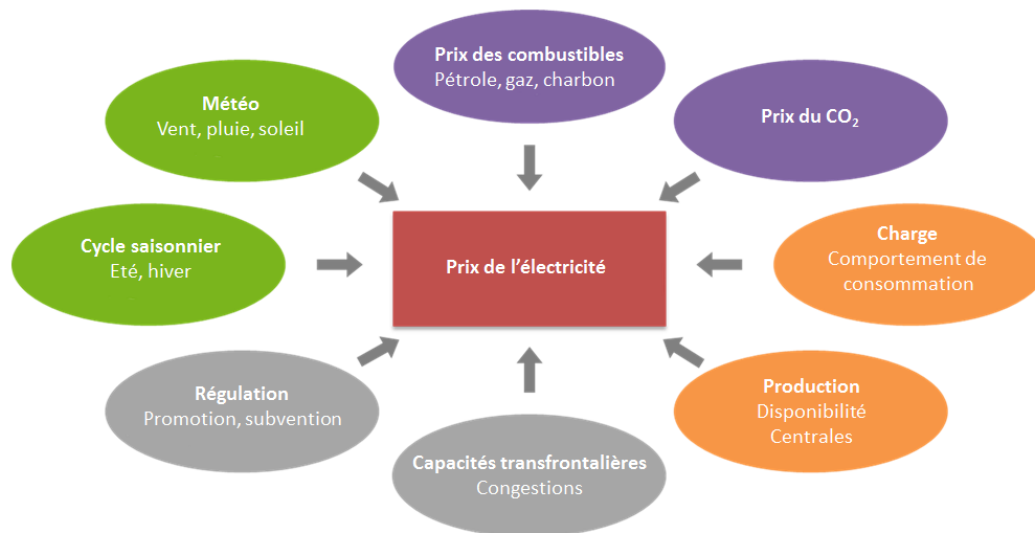 Prix des combustibles
Pétrole, gaz, charbon
Météo
Vent, pluie, soleil
Prix du CO₂
Cycle saisonnier
Eté, hiver
Prix de l’électricité
Charge
Comportement de
consommation
Régulation
Promotion, subvention
Production
Disponibilité
Centrales
Capacités transfrontalières
Congestions